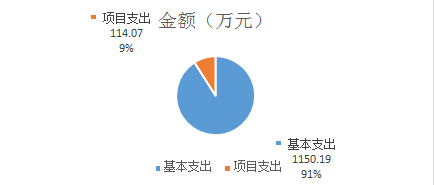 金额（万元）
项目支出
114.07
9%
基本支出
1150.19
91%
基本支出 项目支出